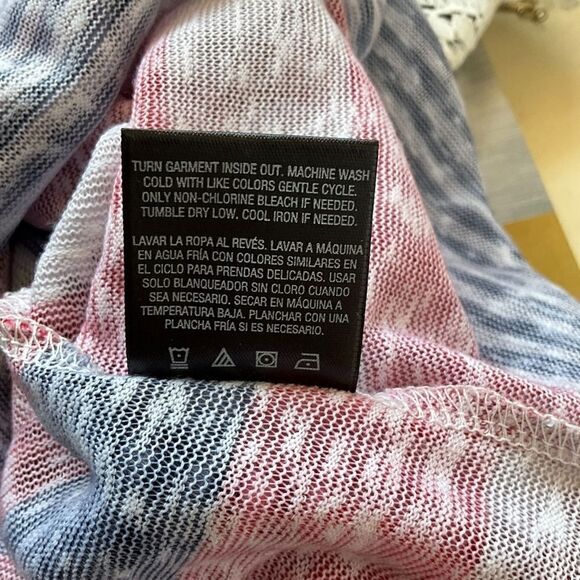 TURN GARMENT INSIDE OUT. MACHINE WASH
COLD WITH LIKE COLORS GENTLE CYCLE.
ONLY NON-CHLORINE BLEACH IF NEEDED.
TUMBLE DRY LOW. COOL IRON IF NEEDED.
LAVAR LA ROPA AL REVÉS. LAVAR A MÁQUINA
EN AGUA FRÍA CON COLORES SIMILARES EN
EL CICLO PARA PRENDAS DELICADAS. USAR
SOLO BLANQUEADOR SIN CLORO CUANDO
SEA NECESARIO. SECAR EN MÁQUINA A
TEMPERATURA BAJA. PLANCHAR CON UNA
PLANCHA FRÍA SI ES NECESARIO.